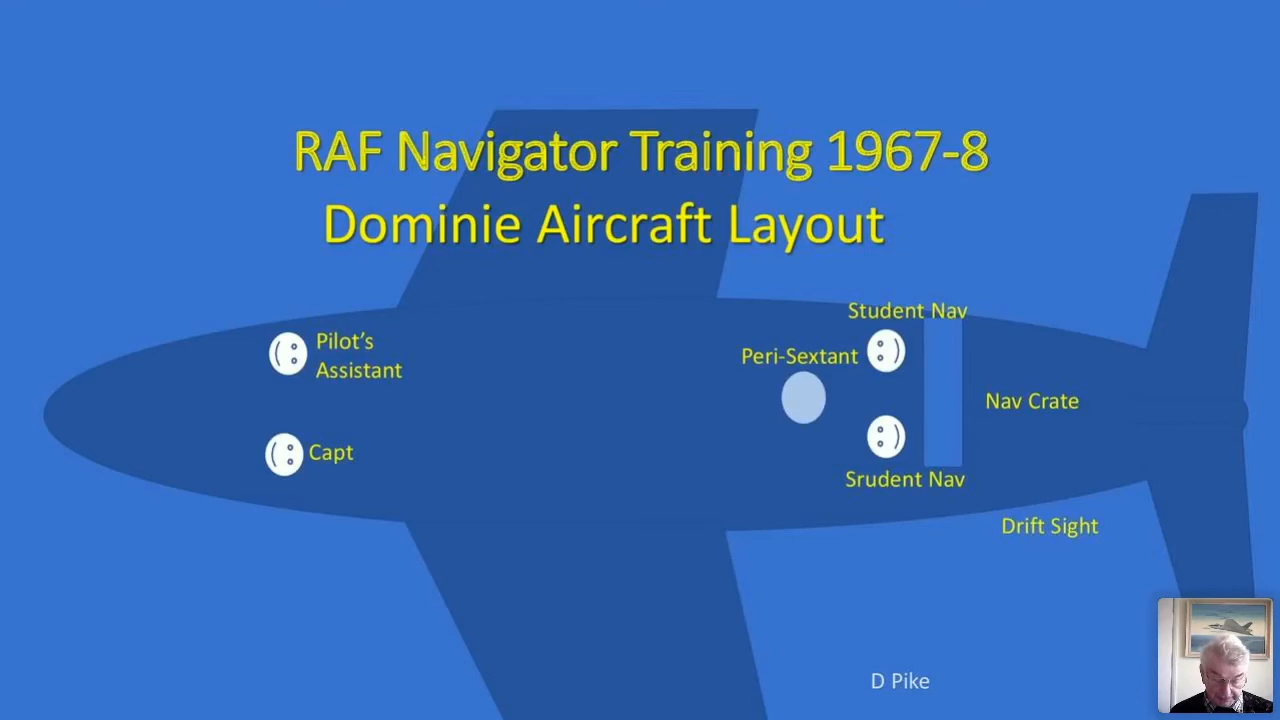 RAF Navigator Training 1967-8
Dominie Aircraft Layout
Student Nav
Pilot's
Assistant
Peri-Sextant
Nav Crate
Capt
Srudent Nav
Drift Sight
D Pike